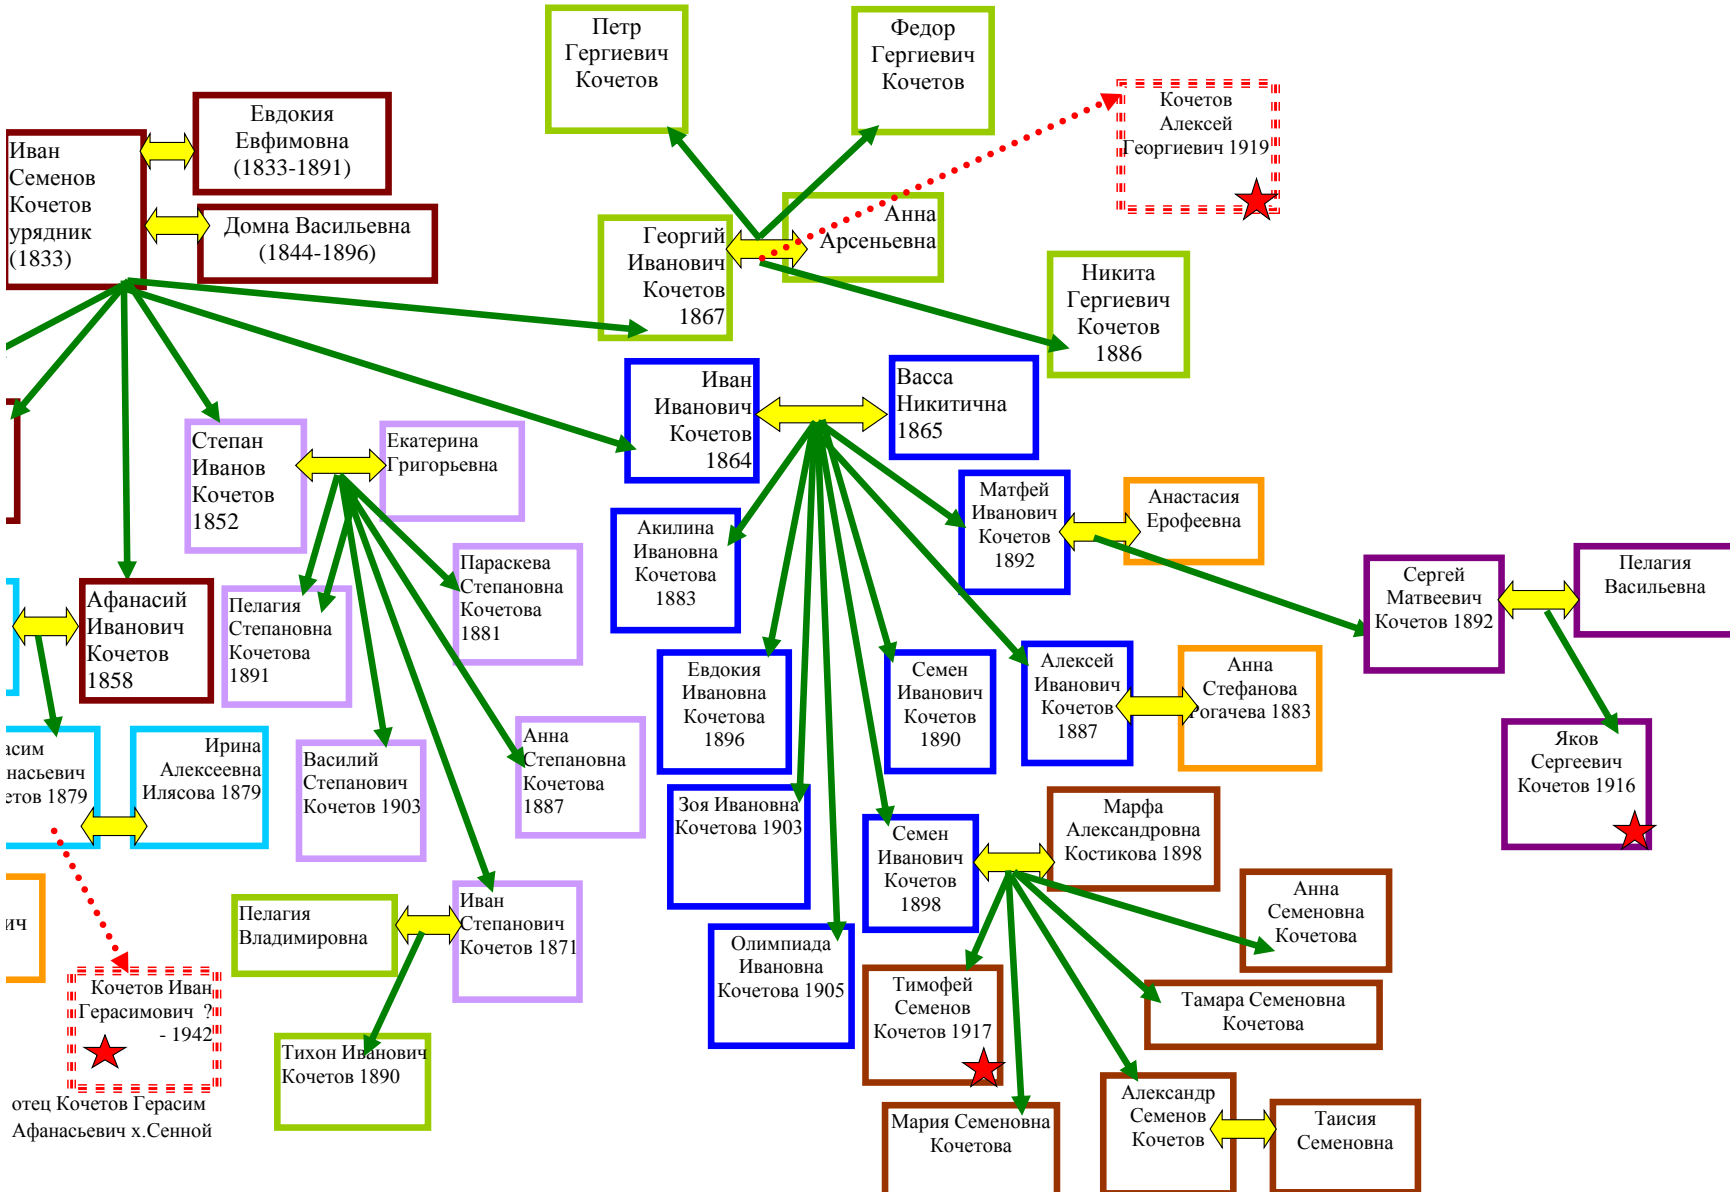 Петр
Гергиевич
Кочетов
Федор
Гергиевич
Кочетов
Кочетов
Алексей
Георгиевич 1919
Евдокия
Евфимовна
(1833-1891)
Иван
Семенов
Кочетов
урядник
(1833)
Домна Васильевна
(1844-1896)
Георгий
Иванович
Кочетов
1867
Анна
Арсеньевна
Никита
Гергиевич
Кочетов
1886
Иван
Иванович
Кочетов
1864
Васса
Никитична
1865
Степан
Иванов
Кочетов
1852
Екатерина
Григорьевна
Матфей
Иванович
Кочетов
1892
Анастасия
Ерофеевна
Акилина
Ивановна
Кочетова
1883
Параскева
Степановна
Кочетова
1881
Сергей
Матвеевич
Кочетов 1892
Пелагия
Васильевна
Афанасий
Иванович
Кочетов
1858
Пелагия
Степановна
Кочетова
1891
Евдокия
Ивановна
Кочетова
1896
Семен
Иванович
Кочетов
1890
Алексей
Иванович
Кочетов
1887
Анна
Стефанова
Рогачева 1883
асим
насьевич
етов 1879
Ирина
Алексеевна
Илясова 1879
Василий
Степанович
Кочетов 1903
Анна
Степановна
Кочетова
1887
Яков
Сергеевич
Кочетов 1916
Зоя Ивановна
Кочетова 1903
Семен
Иванович
Кочетов
1898
Марфа
Александровна
Костикова 1898
Анна
Семеновна
Кочетова
ич
Пелагия
Владимировна
Иван
Степанович
Кочетов 1871
Олимпиада
Ивановна
Кочетова 1905
Тимофей
Семенов
Кочетов 1917
Тамара Семеновна
Кочетова
Кочетов Иван
Герасимович ?
- 1942
Тихон Иванович
Кочетов 1890
отец Кочетов Герасим
Афанасьевич х.Сенной
Мария Семеновна
Кочетова
Александр
Семенов
Кочетов
Таисия
Семеновна